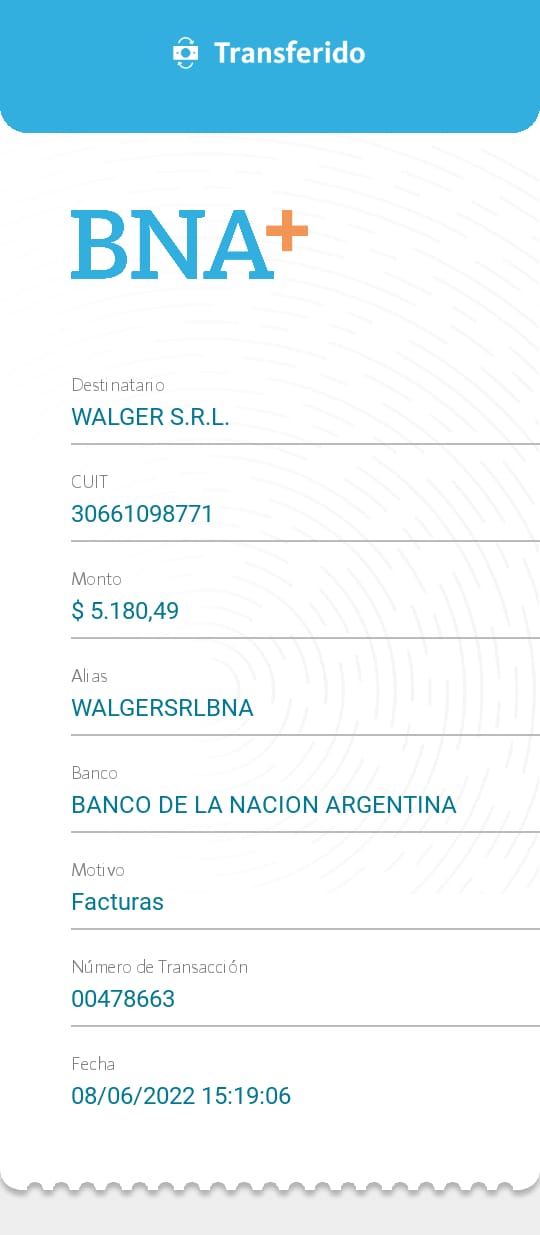 Transferido
BNA+
Destinatario
WALGER S.R.L.
CUIT
30661098771
Monto
$ 5.180,49
Alias
WALGERSRLBNA
Banco
BANCO DE LA NACION ARGENTINA
Motivo
Facturas
Número de Transacción
00478663
Fecha
08/06/2022 15:19:06